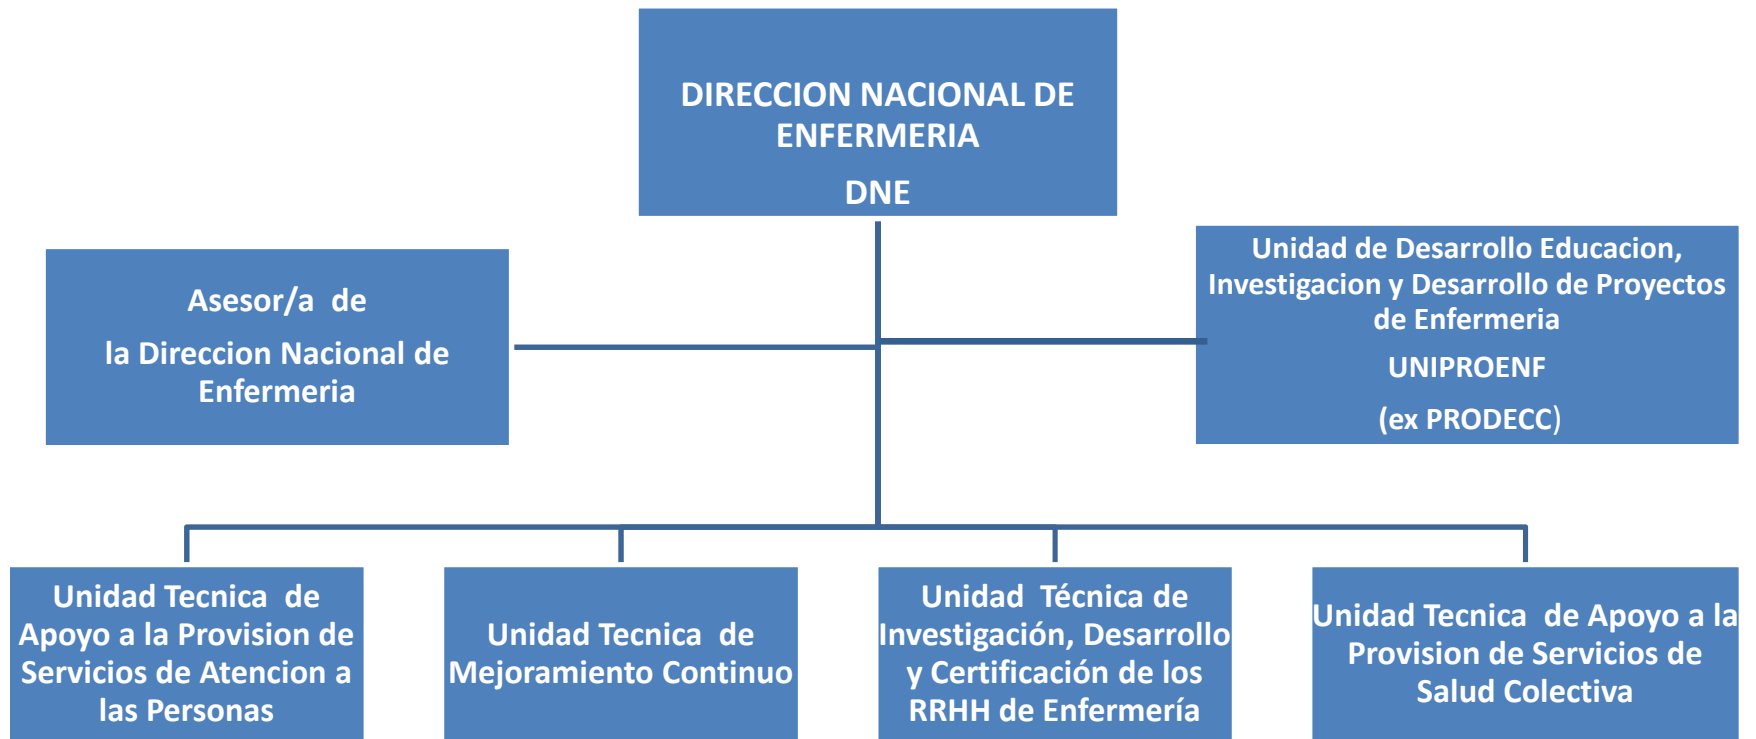 DIRECCION NACIONAL DE
ENFERMERIA
DNE
Asesor/a de
la Direccion Nacional de
Enfermeria
Unidad de Desarrollo Educacion,
Investigacion y Desarrollo de Proyectos
de Enfermeria
UNIPROENF
(ex PRODECC)
Unidad Tecnica de
Apoyo a la Provision de
Servicios de Atencion a
las Personas
Unidad Tecnica de
Mejoramiento Continuo
Unidad Técnica de
Investigación, Desarrollo
y Certificación de los
RRHH de Enfermería
Unidad Tecnica de Apoyo a la
Provision de Servicios de
Salud Colectiva